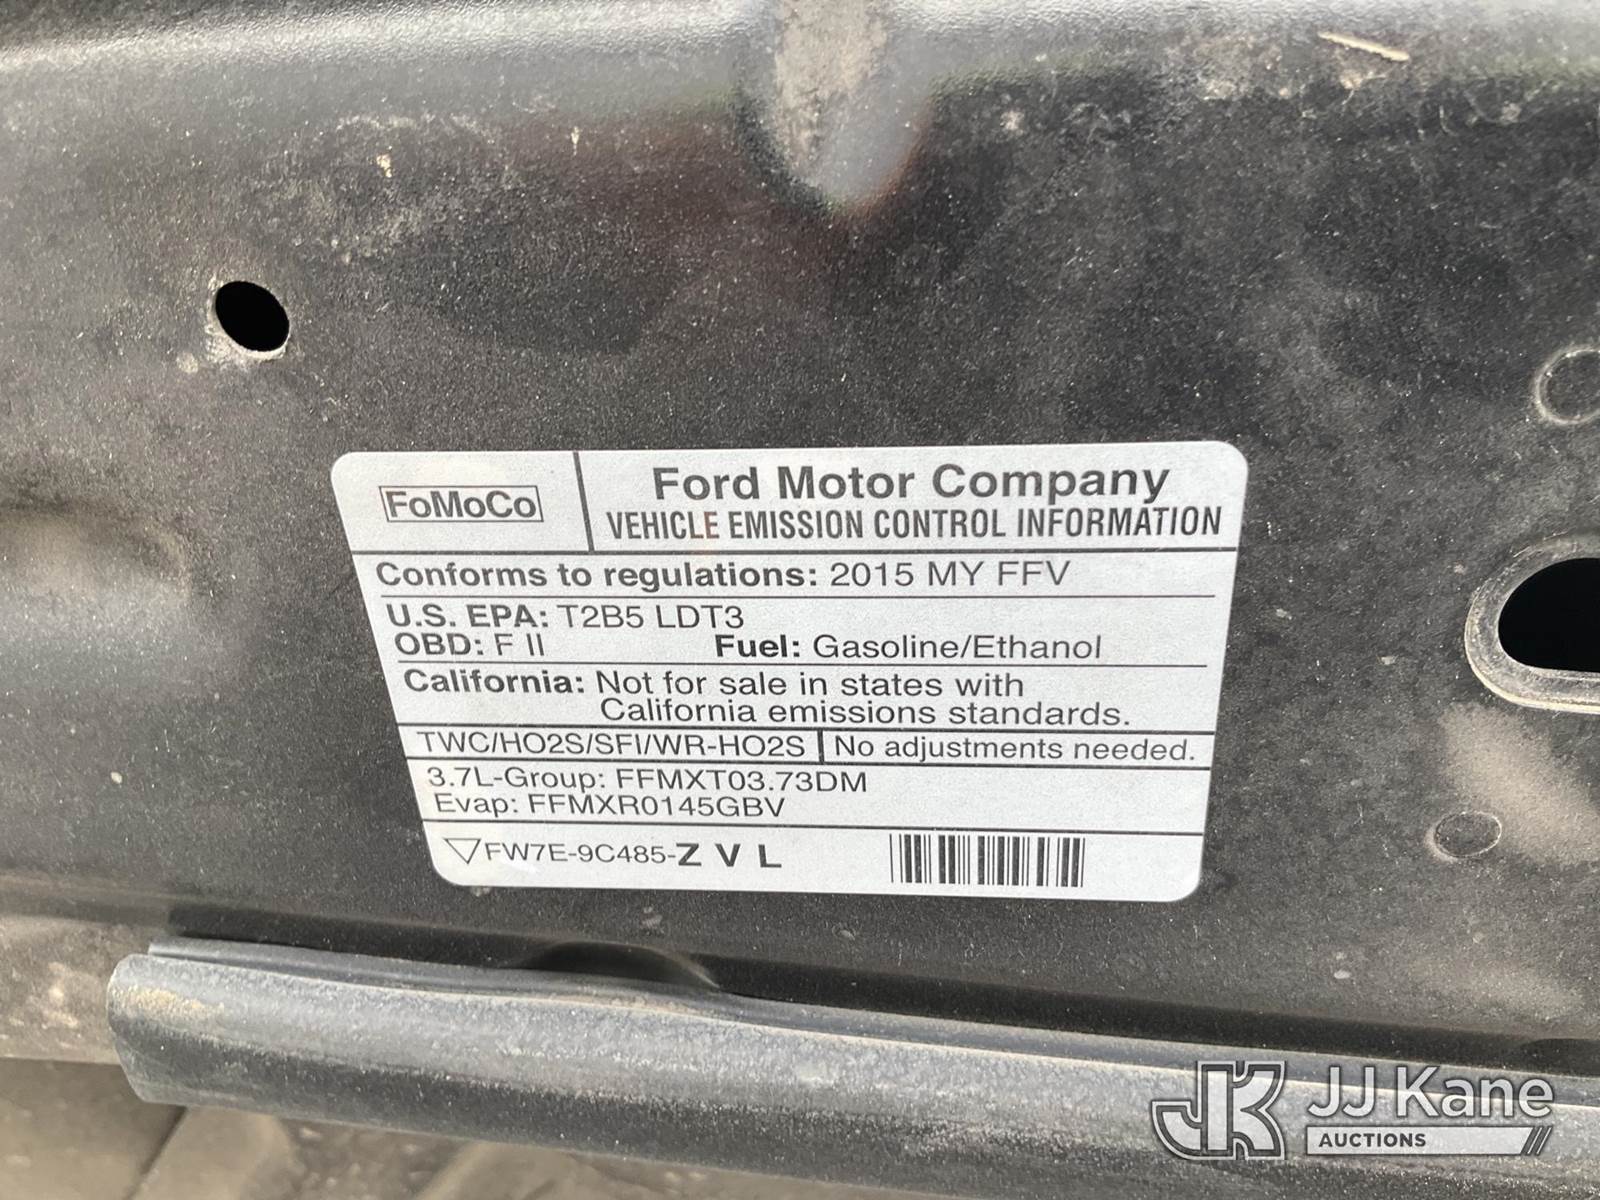 FoMoCo
Ford Motor Company
VEHICLE EMISSION CONTROL INFORMATION
Conforms to regulations: 2015 MY FFV
U.S. EPA: T2B5 LDT3
OBD: F II Fuel: Gasoline/Ethanol
California: Not for sale in states with
California emissions standards.
TWC/HO2S/SFI/WR-HO2S No adjustments needed.
3.7L-Group: FFMXT03.73DM
Evap: FFMXR0145GBV
FW7E-9C485-Z V L
JK
JJ Kane
AUCTIONS